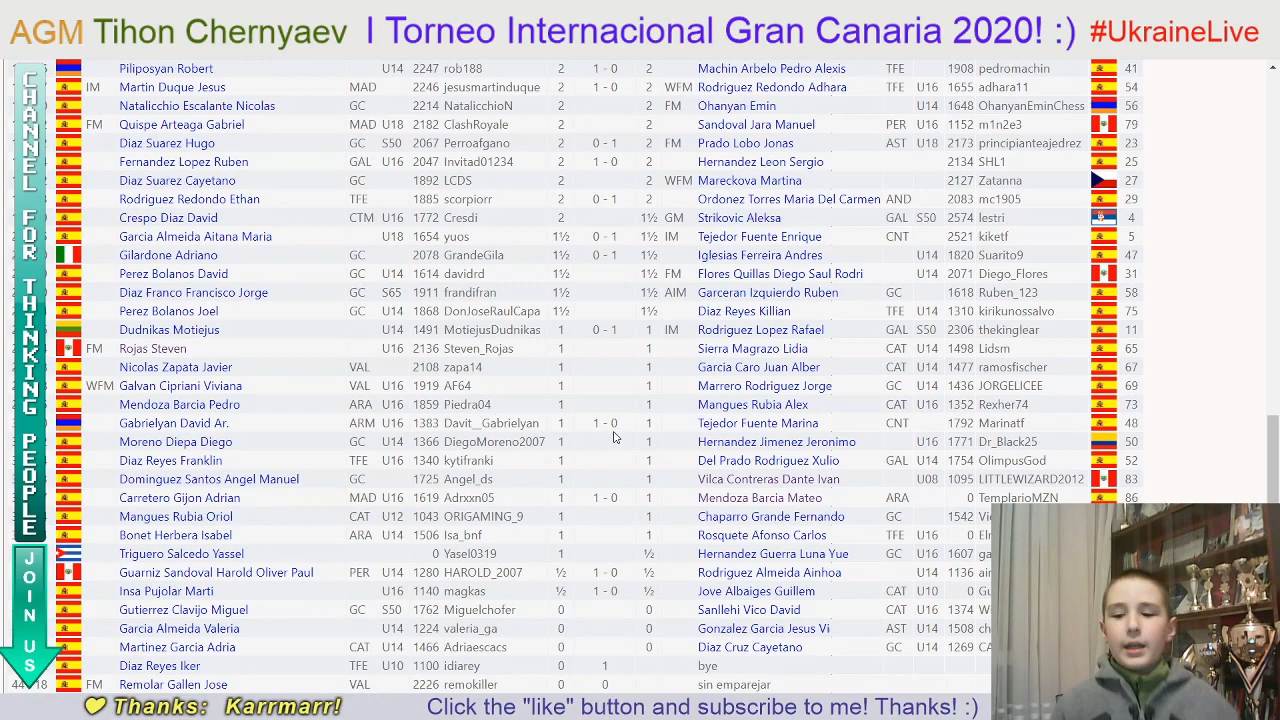 AGM Tihon Chernyaev I Torneo Internacional Gran Canaria 2020! :) #UkraineLive
CHANEL FOR THINKING PEOPLE
JOIN US
Piliposyan Robert U14 2247 rob188 2 1 - 0 2 Machin Arbelo Pedro Alexis TFE 1908 pedromachin 41
IM Martin Duque Jesus MAD 2246 jesusmartinduque 2 1 - 0 2 WFM Rodriguez Redondo Adhara TFE U16 1655 adhara11 54
Natalicchio Escalante Nicolas GC 2214 NatalicchioN 2 2 FM Ohanyan Emin U14 1648 OhanyanEminChess 56
FM Quispe Arteaga Gabriel MAD 2182 2 2 Sandoval Jara Manuel PER U16 1152 m1n2e3 79
Diaz Suarez Hugo GC 2067 Perroafgano 2 0 - 1 2 FM Prado Lobo Tomas AST U18 2173 principianteajedrez 23
Fernandez Lopez Ruben GAL U16 2047 Invitad01234 2 1 - 0 2 Hernandez Leon Sergio 2134 SHL1 25
Diaz Suarez Cayetano GC 892 LCDS 2 2 WFM Mareckova Martina 2127 Zatanna 27
Rodriguez Redondo Ethan TFE 885 scorpion 2 0 - 1 2 Ordonez Torres Maria Del Carmen AND 2083 mc1905 29
Crespo Diaz David CTM U16 1772 Cresdi 2 1½ GM Strikovic Aleksa GAL S50 2574 lestri 4
Garcia Almeida Aitana Maria U14 1654 yuos 1½ 0 - 1 1½ IM Tejedor Fuente Enrique CNT 2521 kiketf 5
Gilardone Adriano GC 2078 GrandeGila 1½ 0 - 1 1½ Iglesias Ferreiro Andres U14 1820 Suarito9 47
Perez Bolanos David GC U14 1614 davidrd 1½ 1½ FM Flores Quillas Diego Saul Rodri U14 2071 Diego_Flores 31
Diaz Franco Francisco Jorge GC 1911 frandifran 1½ 1½ AIM Garceran Izquierdo Ruben GC 1618 Ruben_123 58
Perez Bolanos Joel GC U14 868 DonJoseRaulCapa 1½ 1½ Diaz Reyes Kilian TFE U14 1310 kirikunossalvo 75
Dudnikas Motiejus U14 1491 MotiejusDudnikas 1 0 - 1 1 IM Rodriguez Lopez Rafael GAL S50 2306 thekinglear 11
FM Rojas Steven 2136 1 1 Sierra Magrazo Lidia CAT U14 1498 Lidsm 65
Nicolas Zapata Javier VAL 2108 zapa14 1 1 Garcia Caro Juan Alber CAT U14 1477 ramosfischer 67
WFM Galvan Cipriani Viviana VAL U16 1919 AF64 1 1 Marrero Rodriguez Jorge GC U14 1436 JORGELICEE 69
Mendoza Barcia Pedro ARA U16 859 Piedra04 1 1 Mangues Rubia Alex CAT U16 1352 Rexher74 73
Gabrielyan David Ar. ARM U16 383 Davit__Gabrielyan 1 1 - 0 1 Tejedor Fuente Marina CNT 1792 Marinatf 48
Moreno Diepa Diego GC U14 1366 DiegoMoreno2007 1 1 Hernandez Jimenez Jeronimo U16 1771 Dr_Black25 50
Diaz Reyes Franklin TFE U16 1340 kytifranki 1 1 Del Prado Rodriguez Xulio GAL U14 1754 OlimpusGod 52
Dominguez Santos Angel Manuel GC 1725 1 1 Vilca Contreras Dante Ivan U08 1095 LITTLEWIZARD2012 83
Carretero Gijon Adrian MAD U16 1619 Adrxxn05 1 1 - 0 1 Mendoza Barcia Mateo ARA 0 TemplarioMZN 86
Mangues Rubia Oriol CAT U12 1043 1 1 Chaparro Grande Fernando GC 1542
Bonet Herbera Isabel ARA U14 1506 1 1 Rosquete Afonso Carlos TFE U16 0
Triguero Salcedo Yassel 0 Yasel0312 1 ½ Hernandez Guerra Luna Yue GC U16 1607
Guarniz Sandoval Harold Oliver Paul PER U14 1280 HAROLD_2007 ½ 1 - 0 ½ Rodriguez Almeida Ainhoa U14 1136
Insa Pujolar Marti U16 1140 magkas ½ 1 - 0 ½ Jove Albaiges Guillem CAT U10 0
Gutierrez Clavijo Miguel GC S50 1762 0 0 Sanllehi Vico David CAT U16 1374
Garcia Almeida Valeria U14 1224 0 0 Gonzalez Garcia Jesus Vi AST U14 1508
Martinez Garcia Adrià CAT U14 1466 Adriaescacs 0 0 Diaz Cruz Cayetano GC U14 1269
Diaz Reyes Iker TFE U10 1100 idiarey 0 1 bye
FM Remolar Gallen Jose VAL 2226 remokiller 0 0 sin emparejar
Thanks: Karrmarr! Click the "like" button and subscribe to me! Thanks! :)